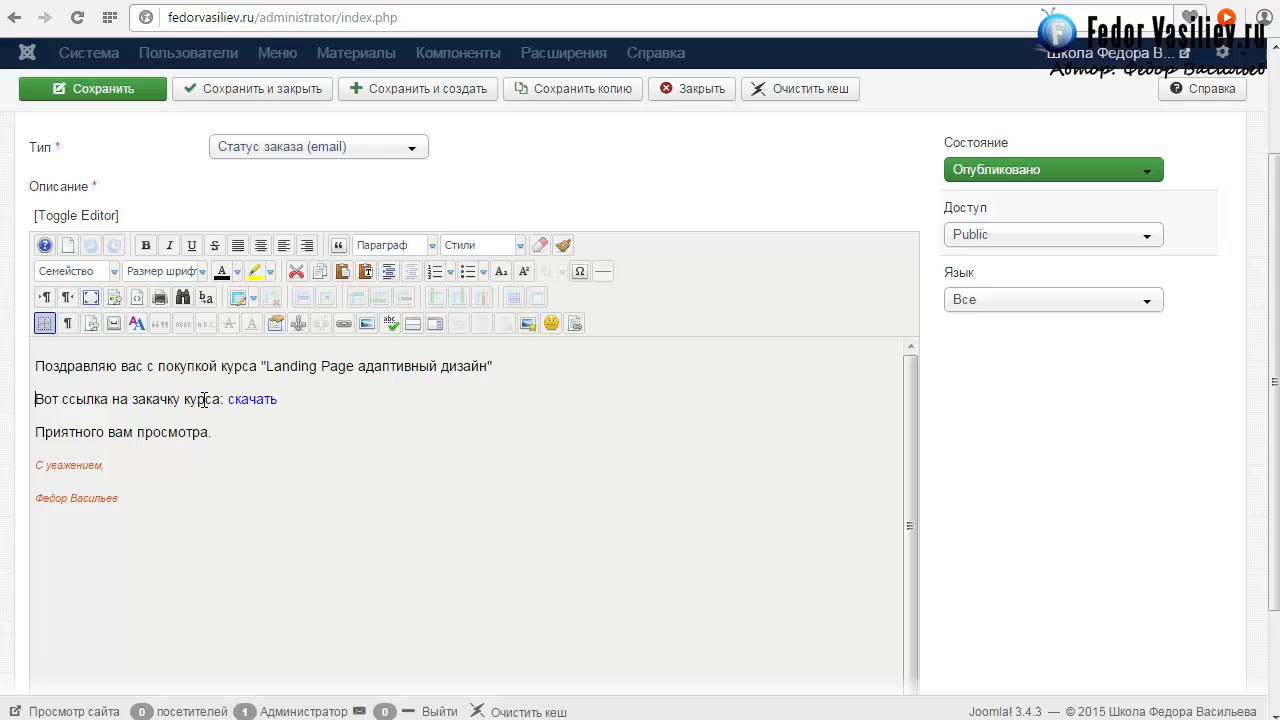 fedorvasiliev.ru/administrator/index.php
Fedor Vasiliev.ru
Автор: Федор Васильев
Система Пользователи Меню Материалы Компоненты Расширения Справка Школа Федора В...
Сохранить Сохранить и закрыть Сохранить и создать Сохранить копию Закрыть Очистить кеш Справка
Тип * Статус заказа (email)
Состояние
Опубликовано
Описание *
Доступ
[Toggle Editor]
Public
Параграф Стили
Язык
Семейство Размер шрифт
Все
Поздравляю вас с покупкой курса "Landing Page адаптивный дизайн"
Вот ссылка на закачку курса: скачать
Приятного вам просмотра.
С уважением,
Федор Васильев
Просмотр сайта 0 посетителей 1 Администратор 0 Выйти Очистить кеш Joomla! 3.4.3 — © 2015 Школа Федора Васильева